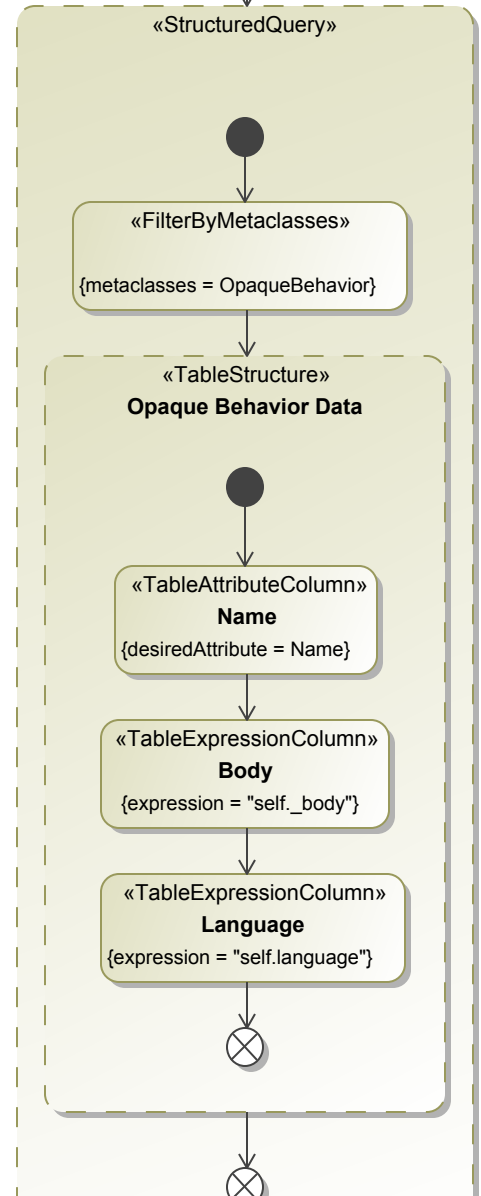 «StructuredQuery»
«FilterByMetaclasses»
{metaclasses = OpaqueBehavior}
«TableStructure»
Opaque Behavior Data
«TableAttributeColumn»
Name
{desiredAttribute = Name}
«TableExpressionColumn»
Body
{expression = "self._body"}
«TableExpressionColumn»
Language
{expression = "self.language"}